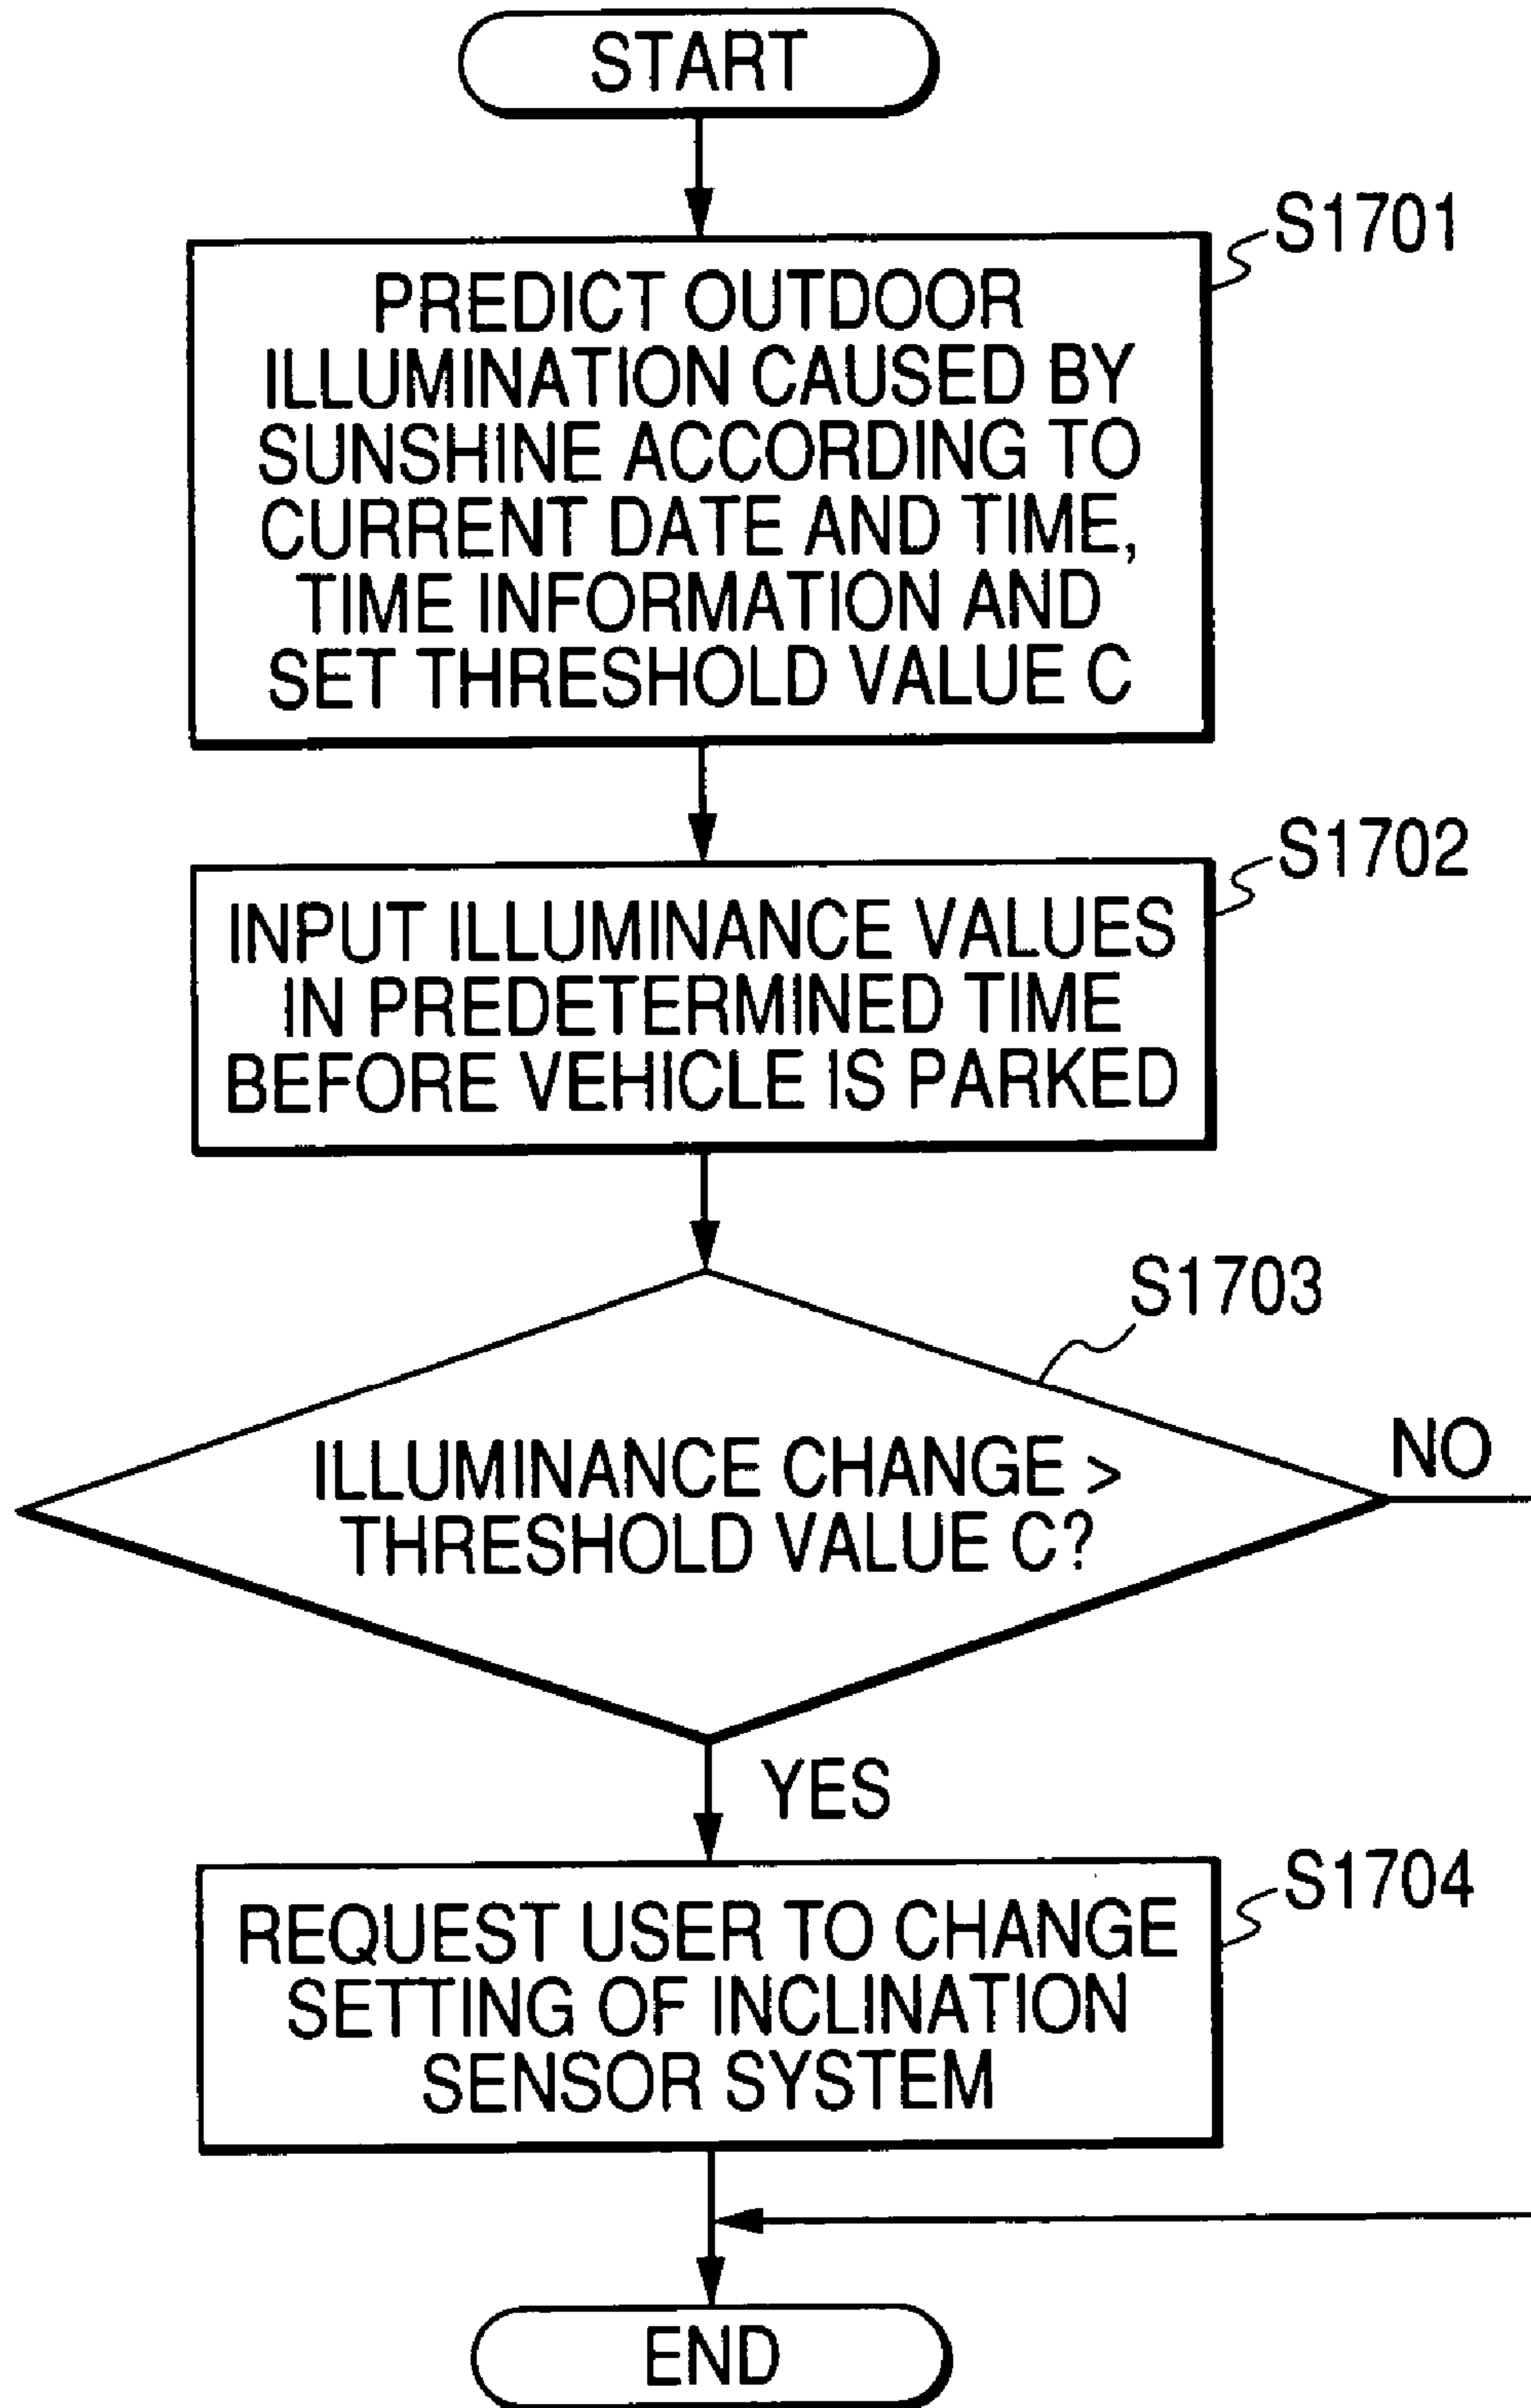 START
S1701
PREDICT OUTDOOR
ILLUMINATION CAUSED BY
SUNSHINE ACCORDING TO
CURRENT DATE AND TIME,
TIME INFORMATION AND
SET THRESHOLD VALUE C
S1702
INPUT ILLUMINANCE VALUES
IN PREDETERMINED TIME
BEFORE VEHICLE IS PARKED
S1703
ILLUMINANCE CHANGE >
THRESHOLD VALUE C?
NO
YES
S1704
REQUEST USER TO CHANGE
SETTING OF INCLINATION
SENSOR SYSTEM
END